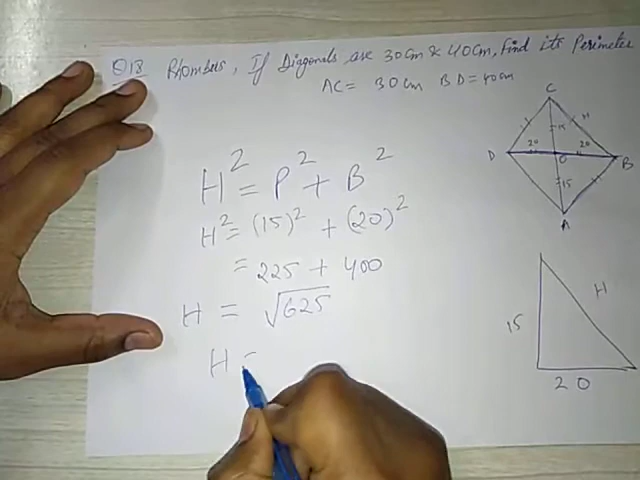 Q18 Rhombus, If Diagonals are 30cm & 40cm, Find its Perimeter
AC = 30cm BD = 40cm
H² = P² + B²
H² = (15)² + (20)²
= 225 + 400
H = √625
H =
C
H
15
20
20
D
O
B
15
A
H
15
20